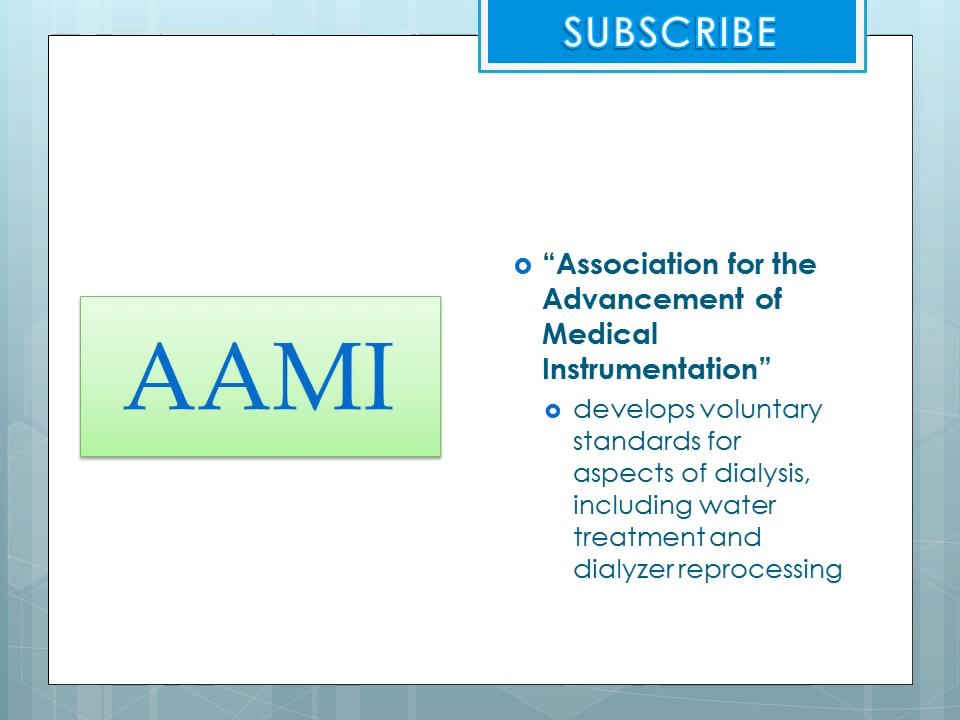 SUBSCRIBE
AAMI
“Association for the
Advancement of
Medical
Instrumentation”
develops voluntary
standards for
aspects of dialysis,
including water
treatment and
dialyzer reprocessing